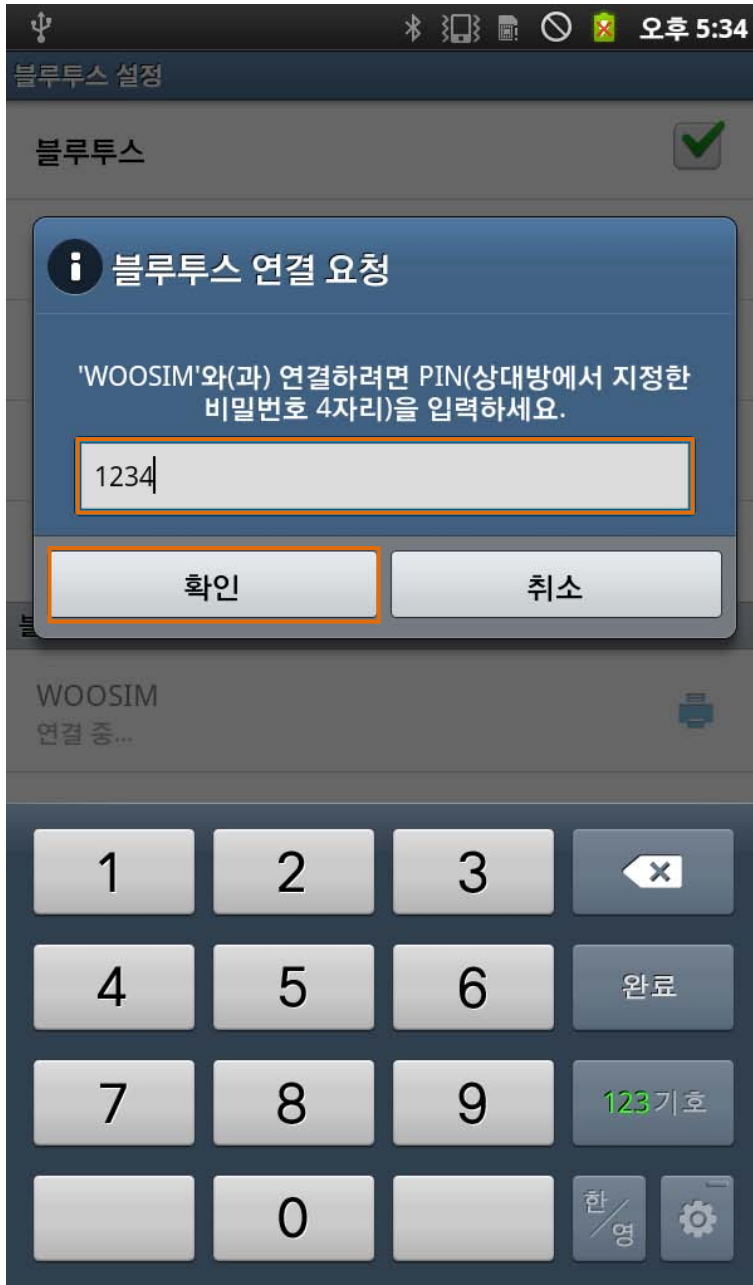 오후 5:34
블루투스 설정
블루투스
블루투스 연결 요청
'WOOSIM'와(과) 연결하려면 PIN(상대방에서 지정한
비밀번호 4자리)을 입력하세요.
1234
확인 취소
WOOSIM
연결 중...
1 2 3
4 5 6 완료
7 8 9 123기호
0 한/영